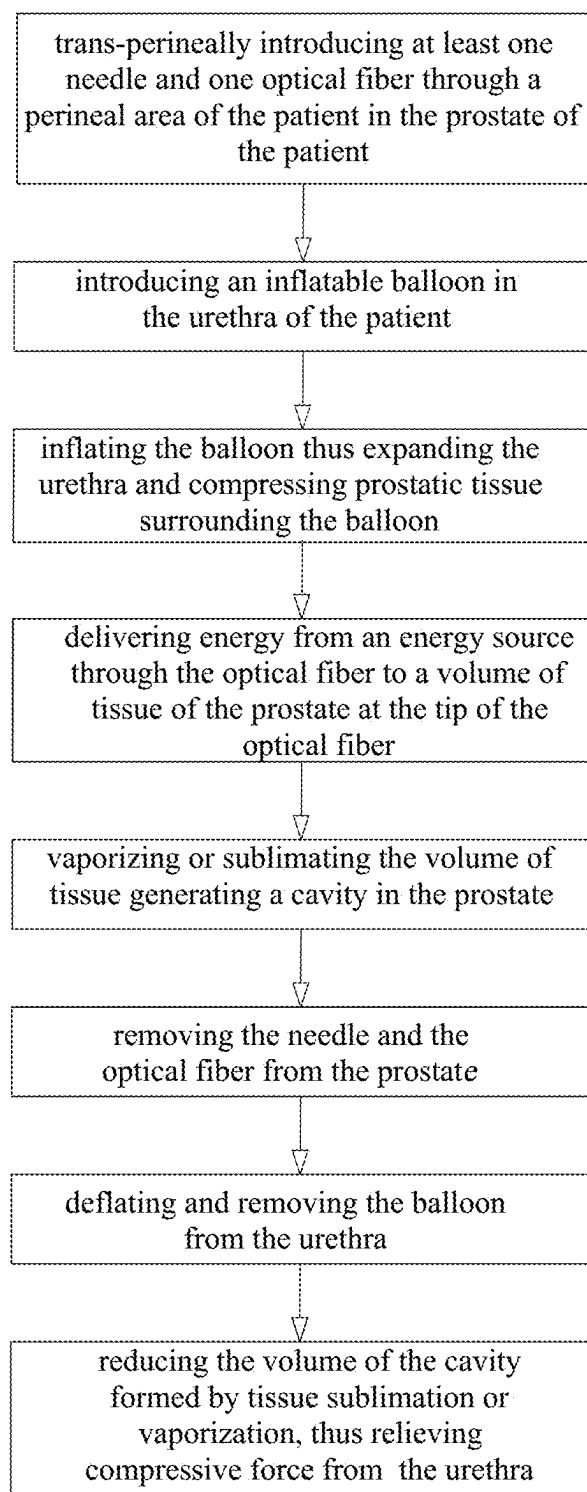 trans-perineally introducing at least one
needle and one optical fiber through a
perineal area of the patient in the prostate of
the patient
introducing an inflatable balloon in
the urethra of the patient
inflating the balloon thus expanding the
urethra and compressing prostatic tissue
surrounding the balloon
delivering energy from an energy source
through the optical fiber to a volume of
tissue of the prostate at the tip of the
optical fiber
vaporizing or sublimating the volume of
tissue generating a cavity in the prostate
removing the needle and the
optical fiber from the prostate
deflating and removing the balloon
from the urethra
reducing the volume of the cavity
formed by tissue sublimation or
vaporization, thus relieving
compressive force from the urethra